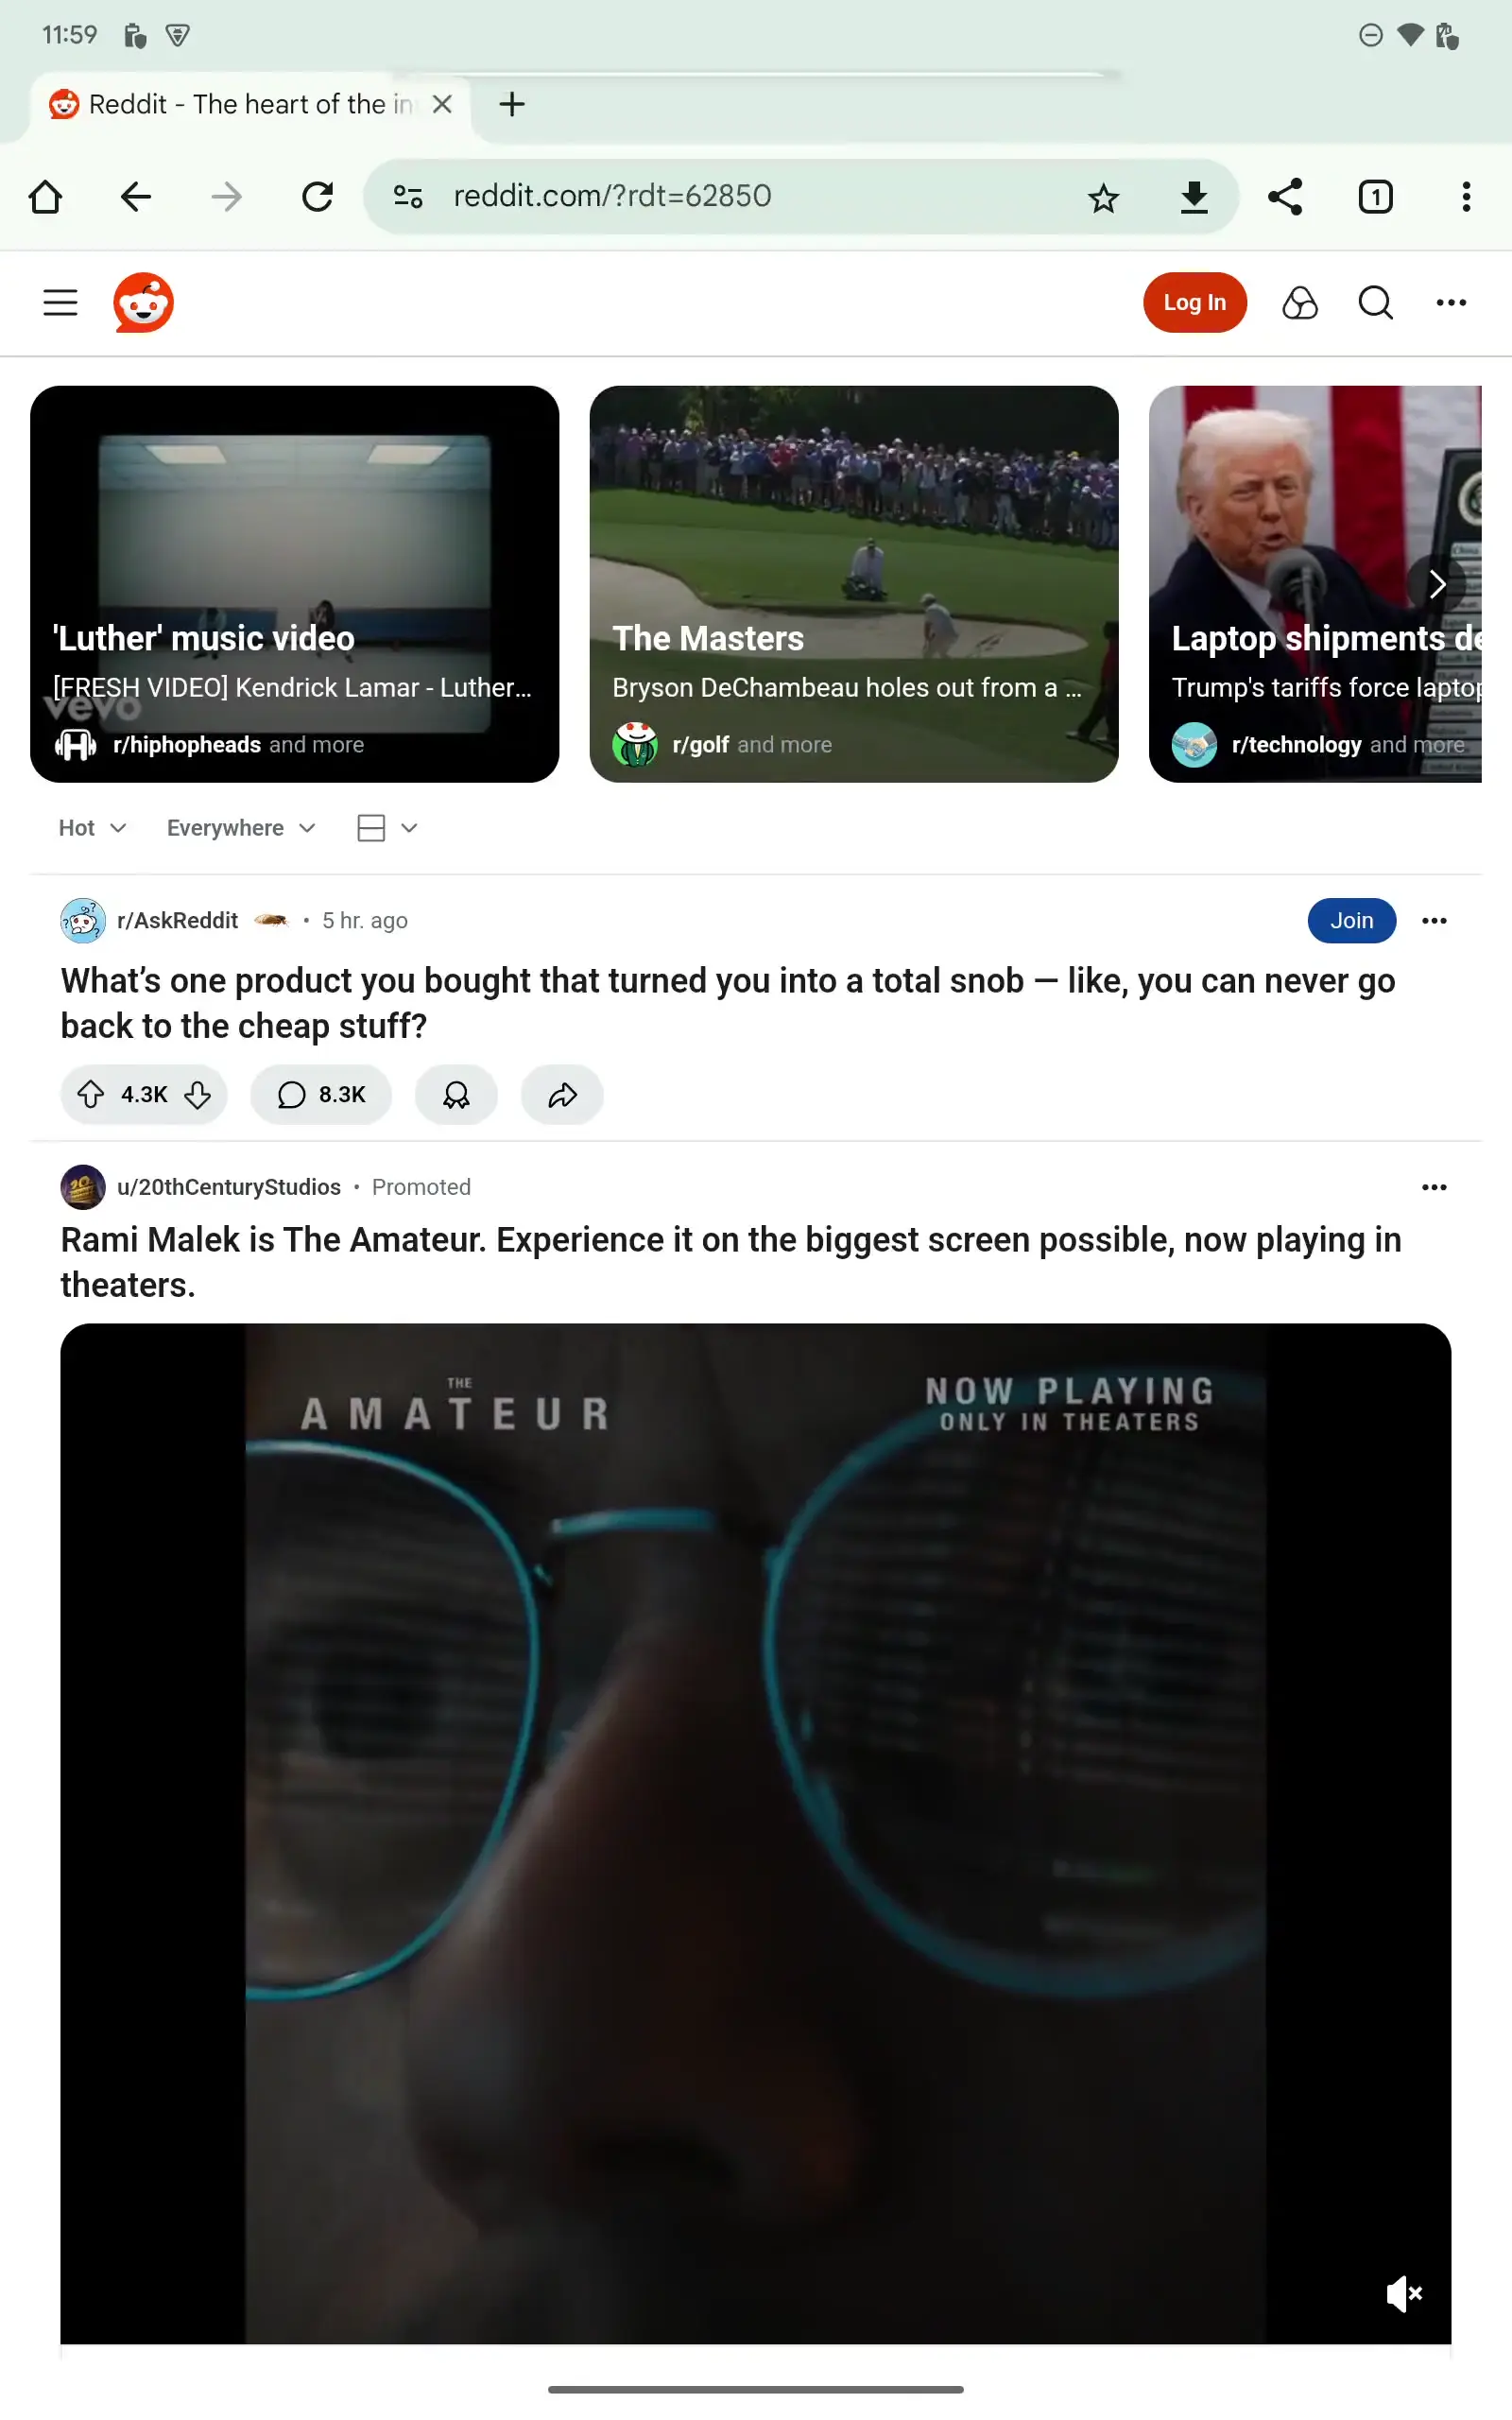 11:59
Reddit - The heart of the in
reddit.com/?rdt=62850
1
Log In
'Luther' music video
[FRESH VIDEO] Kendrick Lamar - Luther...
vevo
r/hiphopheads and more
The Masters
Bryson DeChambeau holes out from a ...
r/golf and more
Laptop shipments de
Trump's tariffs force laptop
r/technology and more
Hot
Everywhere
r/AskReddit • 5 hr. ago
Join
What’s one product you bought that turned you into a total snob — like, you can never go
back to the cheap stuff?
4.3K
8.3K
u/20thCenturyStudios • Promoted
Rami Malek is The Amateur. Experience it on the biggest screen possible, now playing in
theaters.
THE
AMATEUR
NOW PLAYING
ONLY IN THEATERS